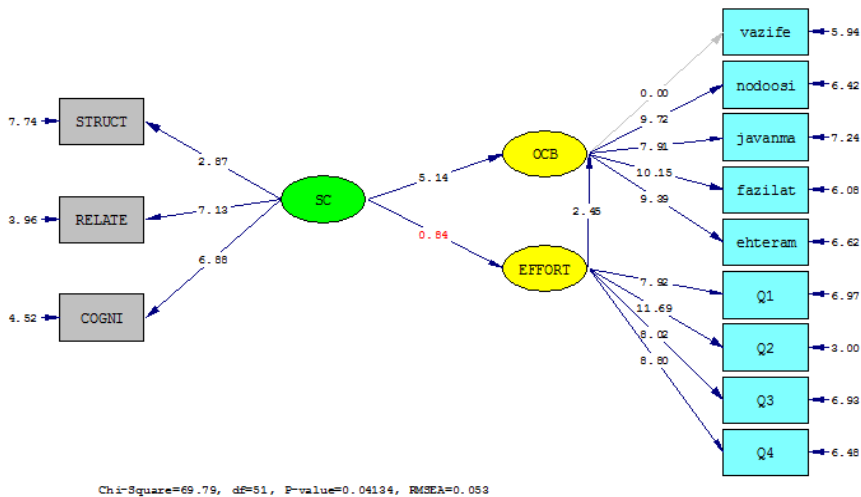 vazife
5.94
0.00
nodoosi
6.42
9.72
7.74
STRUCT
javanma
7.24
7.91
OCB
2.87
10.15
5.14
fazilat
6.08
9.39
SC
3.96
RELATE
7.13
2.45
0.84
ehteram
6.62
6.88
EFFORT
7.92
Q1
6.97
11.69
4.52
COGNI
8.02
Q2
3.00
8.80
Q3
6.93
Q4
6.48
Chi-Square=69.79, df=51, P-value=0.04134, RMSEA=0.053